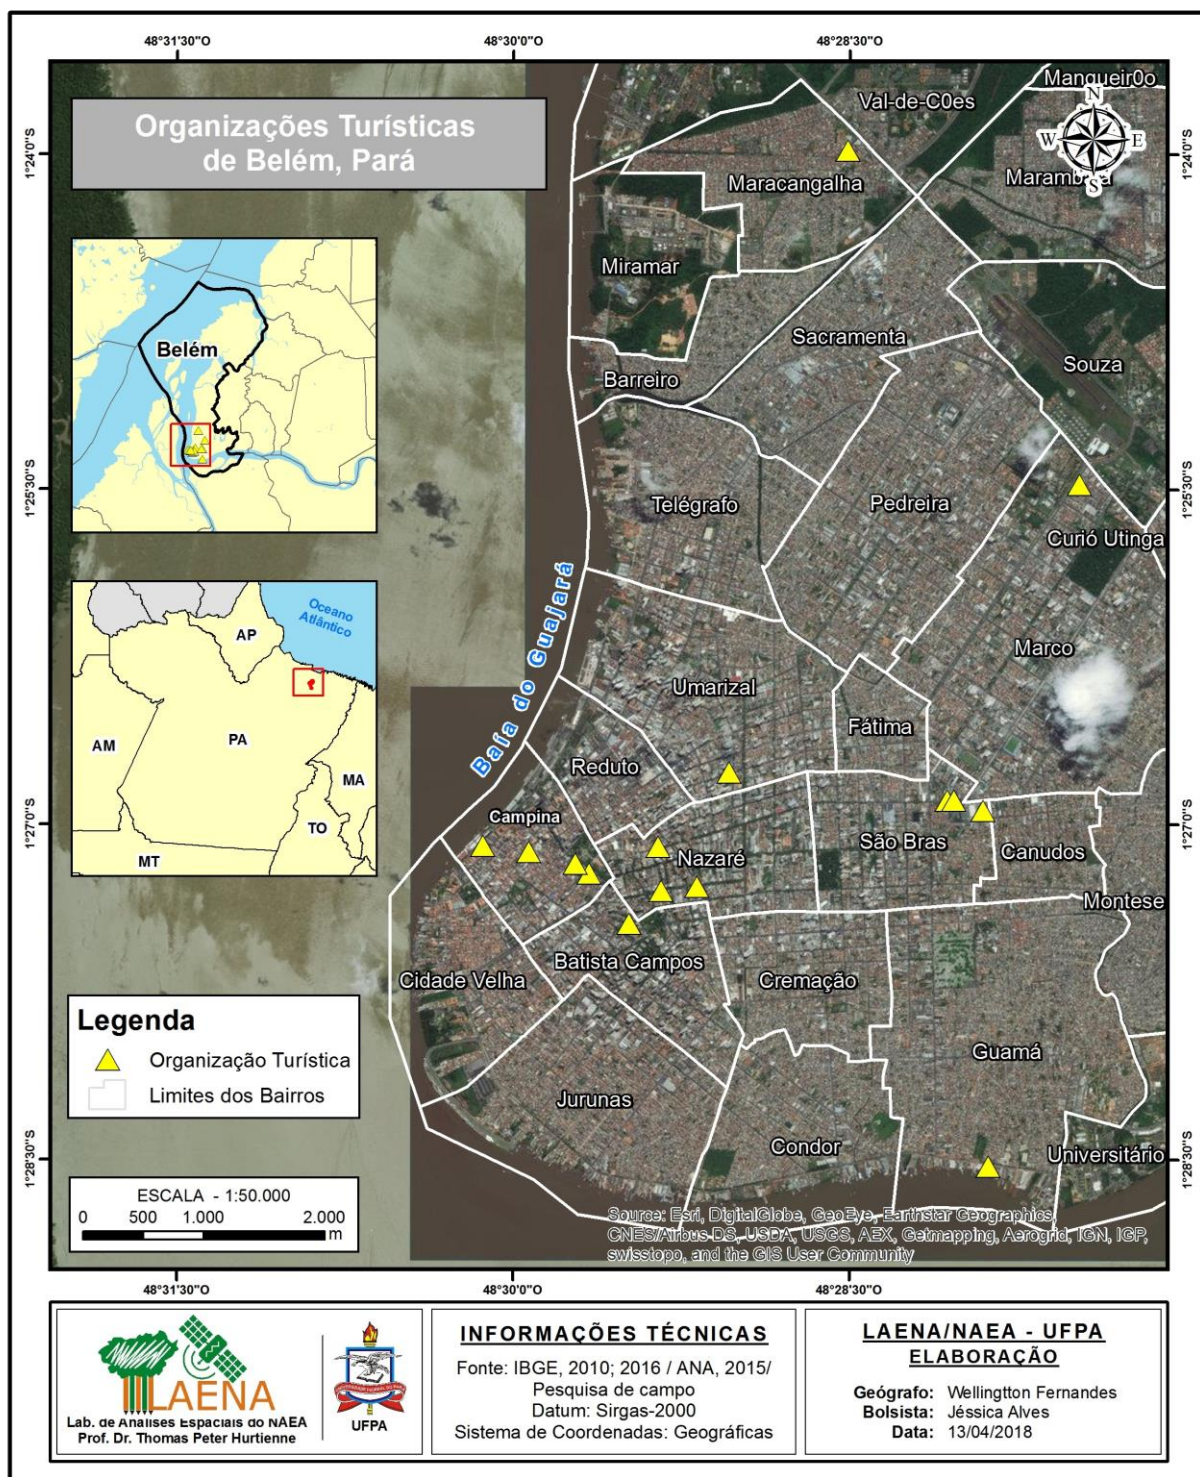 48°31'30"O
48°30'0"O
48°28'30"O
1°24'0"S
1°25'30"S
1°27'0"S
1°28'30"S
1°24'0"S
1°25'30"S
1°27'0"S
1°28'30"S
Organizações Turísticas
de Belém, Pará
Belém
Oceano
Atlântico
AP
AM
PA
MA
TO
MT
Legenda
Organização Turística
Limites dos Bairros
ESCALA - 1:50.000
0 500 1.000 2.000
m
N
W E
S
Mangueir0o
Val-de-C0es
Maracangalha
Miramar
Sacramenta
Souza
Barreiro
Telégrafo
Pedreira
Curió Utinga
Baía do Guajará
Marco
Umarizal
Fátima
Reduto
Campina
São Bras
Nazaré
Canudos
Montese
Batista Campos
Cidade Velha
Cremação
Guamá
Jurunas
Condor
Universitário
Source: Esri, DigitalGlobe, GeoEye, Earthstar Geographics,
CNES/Airbus DS, USDA, USGS, AEX, Getmapping, Aerogrid, IGN, IGP,
swisstopo, and the GIS User Community
48°31'30"O
48°30'0"O
48°28'30"O
LAENA
Lab. de Análises Espaciais do NAEA
Prof. Dr. Thomas Peter Hurtienne
UFPA
INFORMAÇÕES TÉCNICAS
Fonte: IBGE, 2010; 2016 / ANA, 2015/
Pesquisa de campo
Datum: Sirgas-2000
Sistema de Coordenadas: Geográficas
LAENA/NAEA - UFPA
ELABORAÇÃO
Geógrafo: Wellingtton Fernandes
Bolsista: Jéssica Alves
Data: 13/04/2018